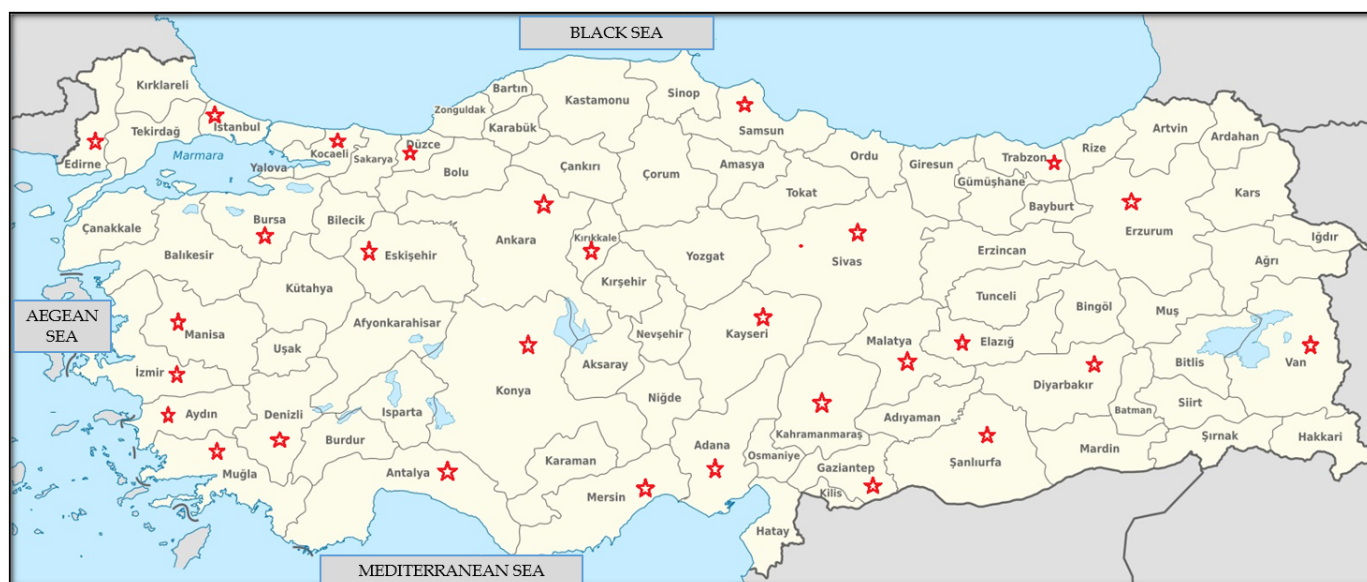 BLACK SEA
Kırklareli
Bartın
Kastamonu
Sinop
Zonguldak
Tekirdağ
İstanbul
Karabük
Samsun
Artvin
Ardahan
Marmara
Kocaeli
Düzce
Edirne
Yalova
Sakarya
Bolu
Çankırı
Amasya
Ordu
Giresun
Trabzon
Rize
Çorum
Tokat
Gümüşhane
Kars
Bayburt
Çanakkale
Bursa
Bilecik
Ankara
Kırıkkale
Erzurum
Iğdır
Balıkesir
Eskişehir
Yozgat
Sivas
Erzincan
Ağrı
Kütahya
Kırşehir
Tunceli
Bingöl
Muş
AEGEAN
SEA
Manisa
Afyonkarahisar
Nevşehir
Kayseri
Malatya
Elazığ
Uşak
Aksaray
Bitlis
Van
İzmir
Konya
Niğde
Diyarbakır
Siirt
Aydın
Denizli
Isparta
Adıyaman
Batman
Burdur
Kahramanmaraş
Şırnak
Hakkari
Adana
Osmaniye
Mardin
Muğla
Antalya
Karaman
Gaziantep
Şanlıurfa
Mersin
Kilis
Hatay
MEDITERRANEAN SEA